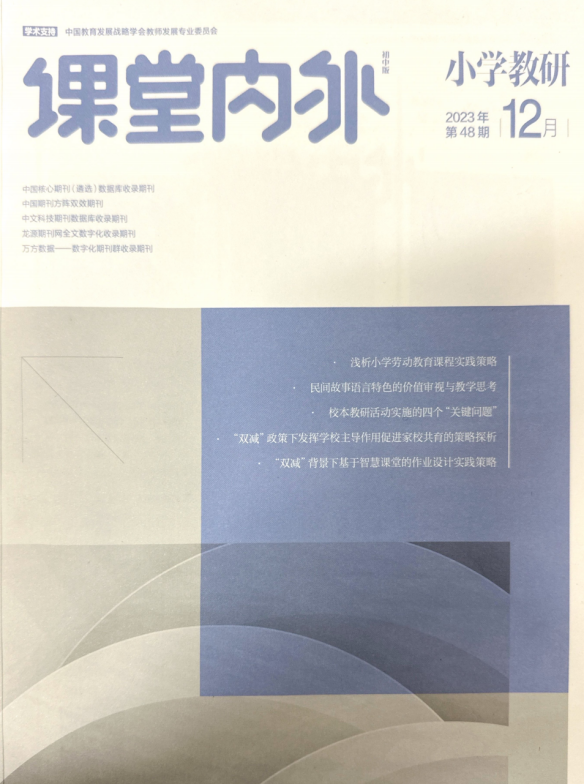 学术支持 中国教育发展战略学会教师发展专业委员会
课堂内外 初中版
小学教研
2023年
第48期
12月
中国核心期刊(遴选)数据库收录期刊
中国期刊方阵双效期刊
中文科技期刊数据库收录期刊
龙源期刊网全文数字化收录期刊
万方数据——数字化期刊群收录期刊
· 浅析小学劳动教育课程实践策略
· 民间故事语言特色的价值审视与教学思考
· 校本教研活动实施的四个“关键问题”
· “双减”政策下发挥学校主导作用促进家校共育的策略探析
· “双减”背景下基于智慧课堂的作业设计实践策略